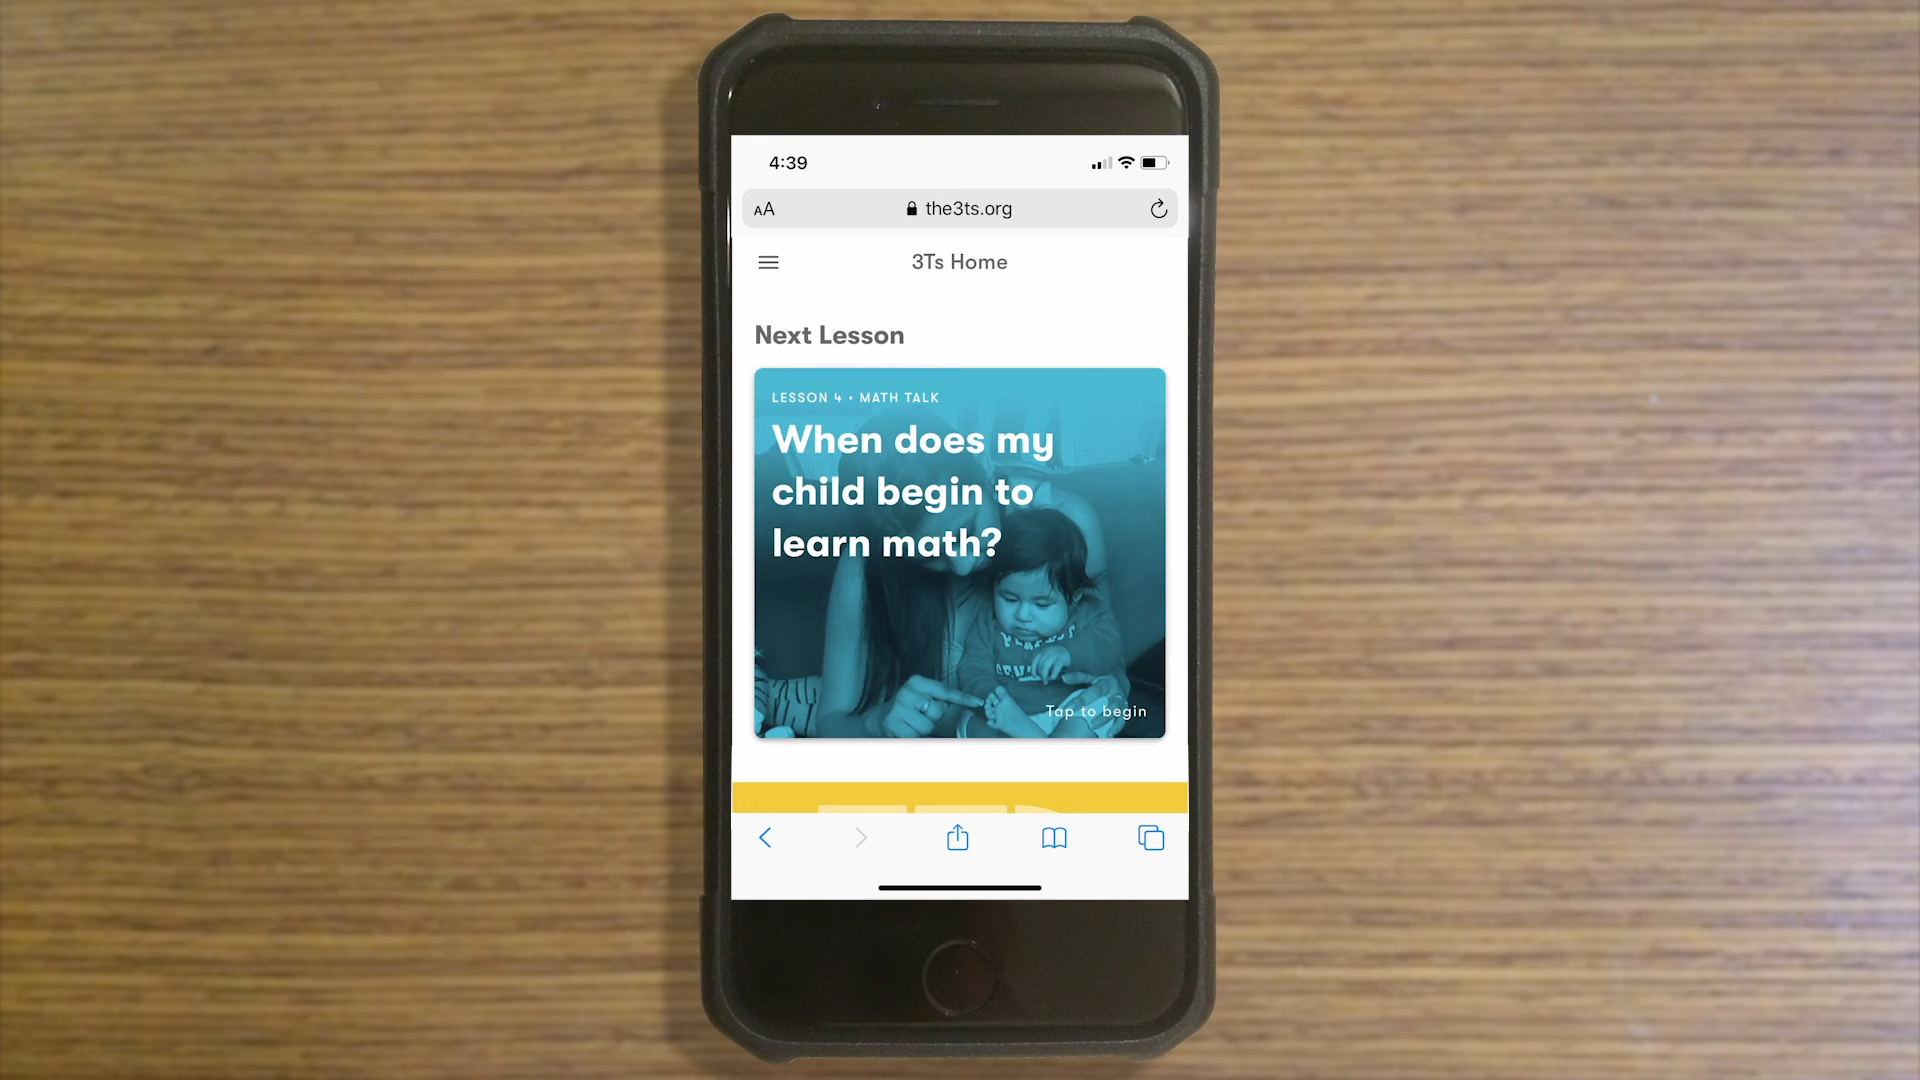 4:39
AA
the3ts.org
3Ts Home
Next Lesson
LESSON 4 • MATH TALK
When does my
child begin to
learn math?
PERFECT
Tap to begin